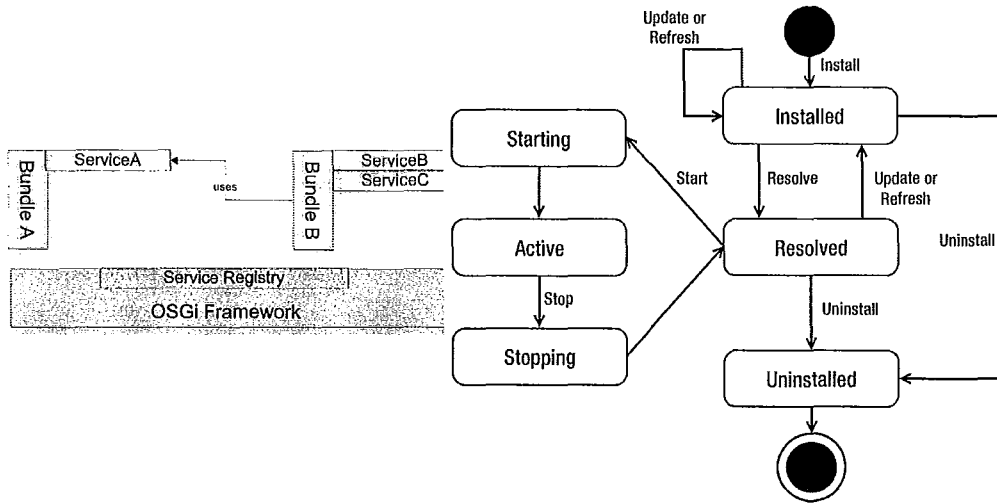 Bundle A
ServiceA
uses
Bundle B
ServiceB
ServiceC
Service Registry
OSGi Framework
Starting
Active
Stop
Stopping
Start
Update or
Refresh
Install
Installed
Resolve
Update or
Refresh
Resolved
Uninstall
Uninstall
Uninstalled